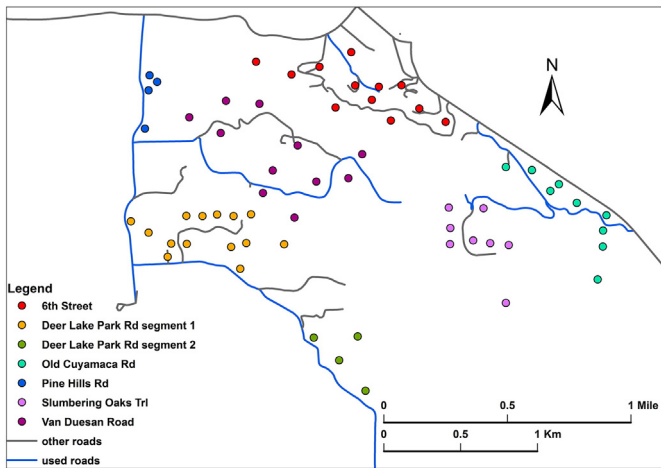 N
Legend
6th Street
Deer Lake Park Rd segment 1
Deer Lake Park Rd segment 2
Old Cuyamaca Rd
Pine Hills Rd
Slumbering Oaks Trl
Van Duesan Road
other roads
used roads
0 0.5 1 Mile
0 0.5 1 Km